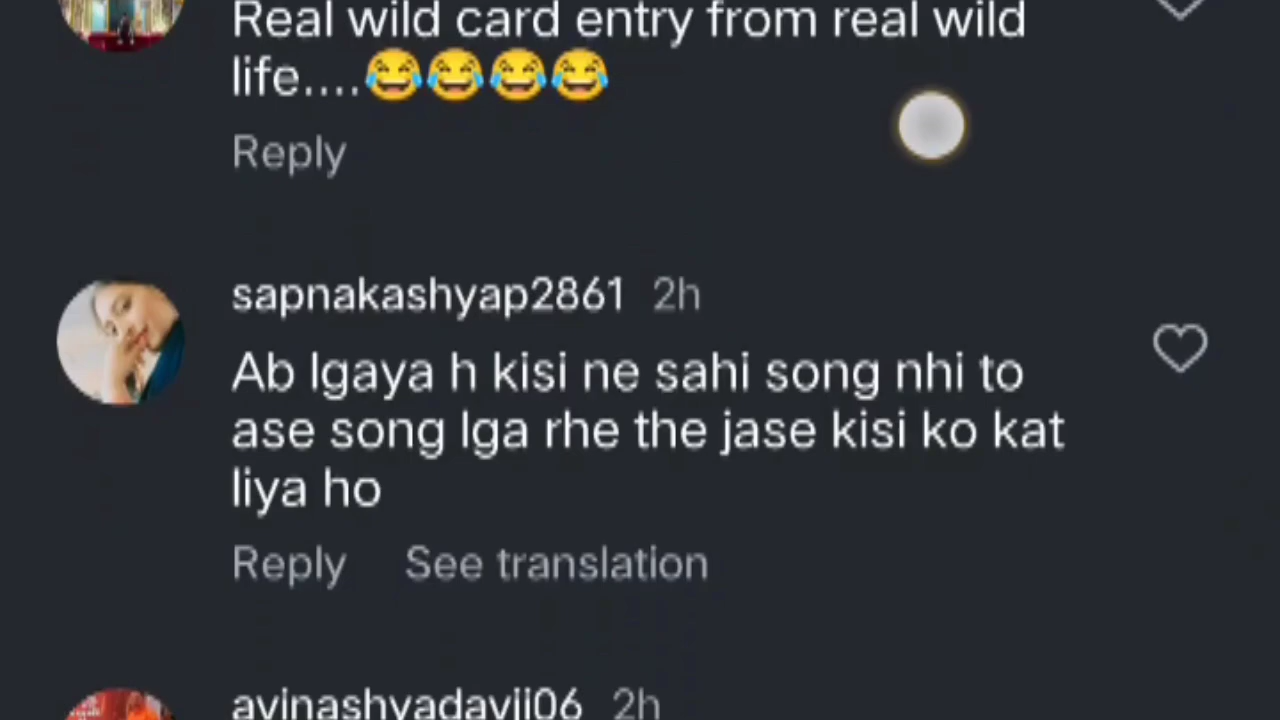 Real wild card entry from real wild
life....😂😂😂😂
Reply
sapnakashyap2861 2h
Ab lgaya h kisi ne sahi song nhi to
ase song lga rhe the jase kisi ko kat
liya ho
Reply See translation
avinashyadavji06 2h